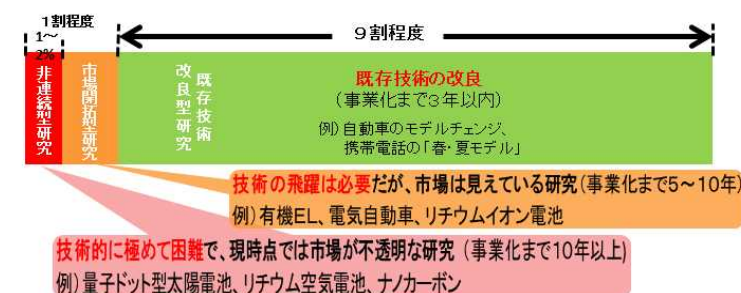 1割程度
1～
2%
9割程度
非連続型研究
市場開拓型研究
既存技術
改良型研究
既存技術の改良
(事業化まで3年以内)
例)自動車のモデルチェンジ、
携帯電話の「春・夏モデル」
技術の飛躍は必要だが、市場は見えている研究(事業化まで5～10年)
例)有機EL、電気自動車、リチウムイオン電池
技術的に極めて困難で、現時点では市場が不透明な研究(事業化まで10年以上)
例)量子ドット型太陽電池、リチウム空気電池、ナノカーボン